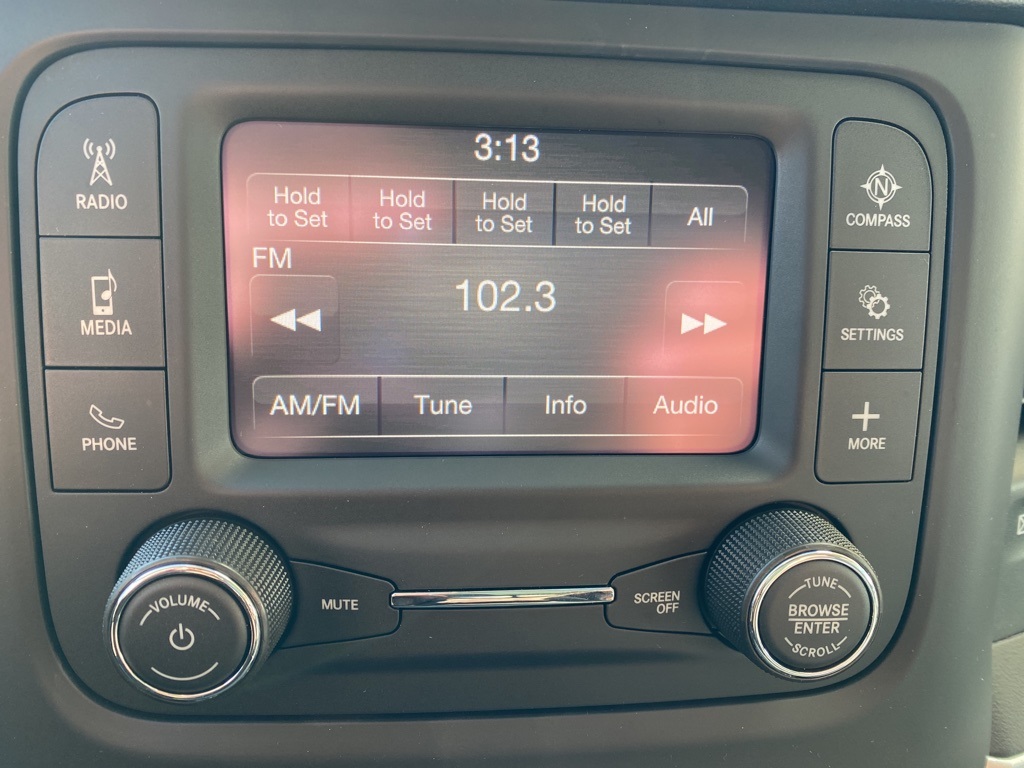 3:13
Hold to Set
Hold to Set
Hold to Set
Hold to Set
All
FM
102.3
AM/FM
Tune
Info
Audio
RADIO
MEDIA
PHONE
N
COMPASS
SETTINGS
MORE
VOLUME
MUTE
SCREEN
OFF
TUNE
BROWSE
ENTER
SCROLL